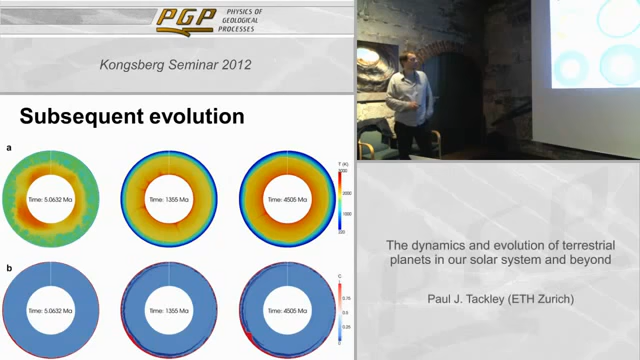 PGP
PHYSICS OF
GEOLOGICAL
PROCESSES
Kongsberg Seminar 2012
Subsequent evolution
a
Time: 5.0632 Ma
Time: 1355 Ma
Time: 4505 Ma
T (K)
3000
2000
1000
b
Time: 5.0632 Ma
Time: 1355 Ma
Time: 4505 Ma
C
1
0.75
0.5
0.25
The dynamics and evolution of terrestrial
planets in our solar system and beyond
Paul J. Tackley (ETH Zurich)